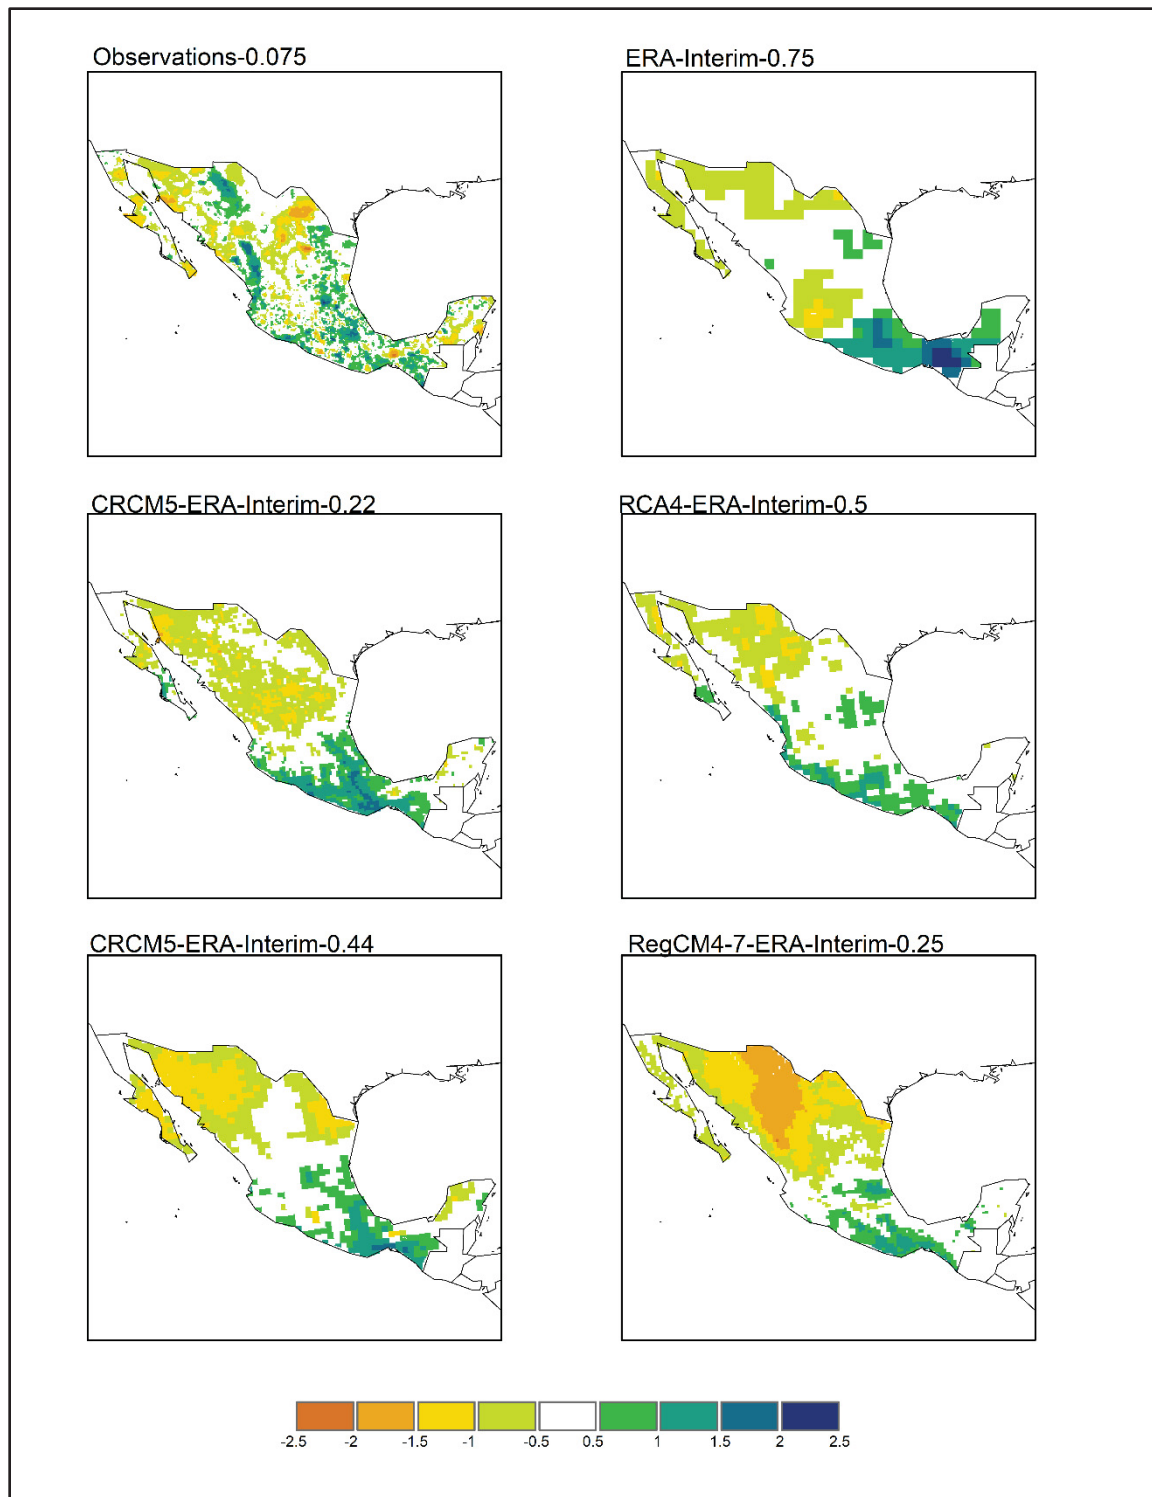 Observations-0.075
ERA-Interim-0.75
CRCM5-ERA-Interim-0.22
RCA4-ERA-Interim-0.5
CRCM5-ERA-Interim-0.44
RegCM4-7-ERA-Interim-0.25
-2.5 -2 -1.5 -1 -0.5 0.5 1 1.5 2 2.5